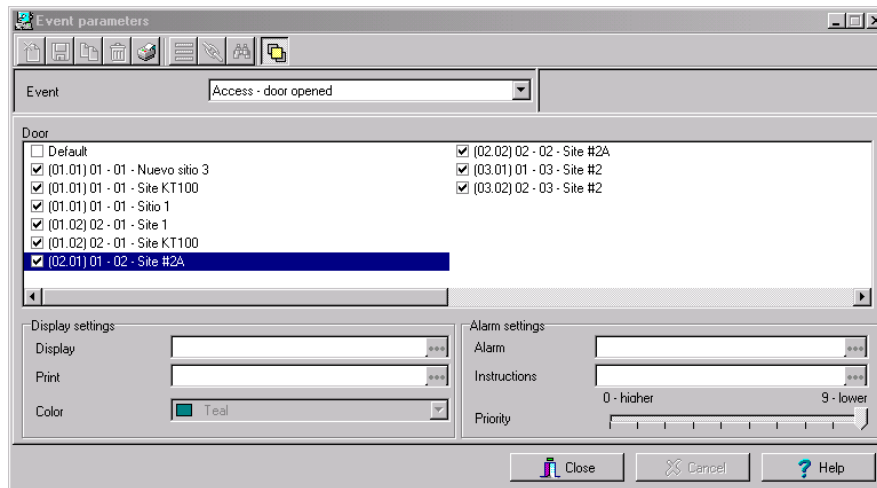 Event parameters
Event
Access - door opened
Door
Default
(01.01) 01 - 01 - Nuevo sitio 3
(01.01) 01 - 01 - Site KT100
(01.01) 01 - 01 - Sitio 1
(01.02) 02 - 01 - Site 1
(01.02) 02 - 01 - Site KT100
(02.01) 01 - 02 - Site #2A
(02.02) 02 - 02 - Site #2A
(03.01) 01 - 03 - Site #2
(03.02) 02 - 03 - Site #2
Display settings
Display
Print
Color
Teal
Alarm settings
Alarm
Instructions
0 - higher 9 - lower
Priority
Close
Cancel
Help